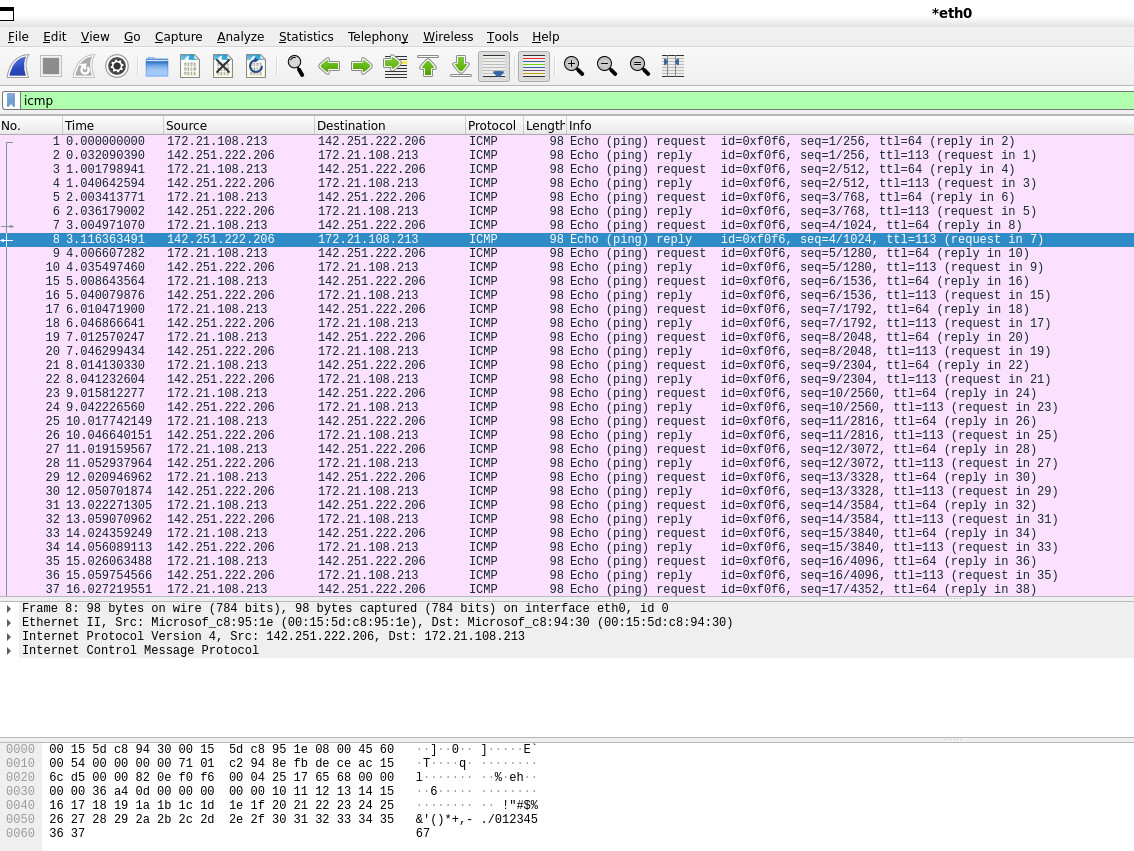 *eth0
File Edit View Go Capture Analyze Statistics Telephony Wireless Tools Help
icmp
No. Time Source Destination Protocol Length Info
1 0.000000000 172.21.108.213 142.251.222.206 ICMP 98 Echo (ping) request id=0xf0f6, seq=1/256, ttl=64 (reply in 2)
2 0.032090390 142.251.222.206 172.21.108.213 ICMP 98 Echo (ping) reply id=0xf0f6, seq=1/256, ttl=113 (request in 1)
3 1.001798941 172.21.108.213 142.251.222.206 ICMP 98 Echo (ping) request id=0xf0f6, seq=2/512, ttl=64 (reply in 4)
4 1.040642594 142.251.222.206 172.21.108.213 ICMP 98 Echo (ping) reply id=0xf0f6, seq=2/512, ttl=113 (request in 3)
5 2.003413771 172.21.108.213 142.251.222.206 ICMP 98 Echo (ping) request id=0xf0f6, seq=3/768, ttl=64 (reply in 6)
6 2.036179002 142.251.222.206 172.21.108.213 ICMP 98 Echo (ping) reply id=0xf0f6, seq=3/768, ttl=113 (request in 5)
7 3.004971070 172.21.108.213 142.251.222.206 ICMP 98 Echo (ping) request id=0xf0f6, seq=4/1024, ttl=64 (reply in 8)
8 3.116363491 142.251.222.206 172.21.108.213 ICMP 98 Echo (ping) reply id=0xf0f6, seq=4/1024, ttl=113 (request in 7)
9 4.006607282 172.21.108.213 142.251.222.206 ICMP 98 Echo (ping) request id=0xf0f6, seq=5/1280, ttl=64 (reply in 10)
10 4.035497460 142.251.222.206 172.21.108.213 ICMP 98 Echo (ping) reply id=0xf0f6, seq=5/1280, ttl=113 (request in 9)
15 5.008643564 172.21.108.213 142.251.222.206 ICMP 98 Echo (ping) request id=0xf0f6, seq=6/1536, ttl=64 (reply in 16)
16 5.040079876 142.251.222.206 172.21.108.213 ICMP 98 Echo (ping) reply id=0xf0f6, seq=6/1536, ttl=113 (request in 15)
17 6.010471900 172.21.108.213 142.251.222.206 ICMP 98 Echo (ping) request id=0xf0f6, seq=7/1792, ttl=64 (reply in 18)
18 6.046866641 142.251.222.206 172.21.108.213 ICMP 98 Echo (ping) reply id=0xf0f6, seq=7/1792, ttl=113 (request in 17)
19 7.012570247 172.21.108.213 142.251.222.206 ICMP 98 Echo (ping) request id=0xf0f6, seq=8/2048, ttl=64 (reply in 20)
20 7.046299434 142.251.222.206 172.21.108.213 ICMP 98 Echo (ping) reply id=0xf0f6, seq=8/2048, ttl=113 (request in 19)
21 8.014130330 172.21.108.213 142.251.222.206 ICMP 98 Echo (ping) request id=0xf0f6, seq=9/2304, ttl=64 (reply in 22)
22 8.041232604 142.251.222.206 172.21.108.213 ICMP 98 Echo (ping) reply id=0xf0f6, seq=9/2304, ttl=113 (request in 21)
23 9.015812277 172.21.108.213 142.251.222.206 ICMP 98 Echo (ping) request id=0xf0f6, seq=10/2560, ttl=64 (reply in 24)
24 9.042226560 142.251.222.206 172.21.108.213 ICMP 98 Echo (ping) reply id=0xf0f6, seq=10/2560, ttl=113 (request in 23)
25 10.017742149 172.21.108.213 142.251.222.206 ICMP 98 Echo (ping) request id=0xf0f6, seq=11/2816, ttl=64 (reply in 26)
26 10.046640151 142.251.222.206 172.21.108.213 ICMP 98 Echo (ping) reply id=0xf0f6, seq=11/2816, ttl=113 (request in 25)
27 11.019159567 172.21.108.213 142.251.222.206 ICMP 98 Echo (ping) request id=0xf0f6, seq=12/3072, ttl=64 (reply in 28)
28 11.052937964 142.251.222.206 172.21.108.213 ICMP 98 Echo (ping) reply id=0xf0f6, seq=12/3072, ttl=113 (request in 27)
29 12.020946962 172.21.108.213 142.251.222.206 ICMP 98 Echo (ping) request id=0xf0f6, seq=13/3328, ttl=64 (reply in 30)
30 12.050701874 142.251.222.206 172.21.108.213 ICMP 98 Echo (ping) reply id=0xf0f6, seq=13/3328, ttl=113 (request in 29)
31 13.022271305 172.21.108.213 142.251.222.206 ICMP 98 Echo (ping) request id=0xf0f6, seq=14/3584, ttl=64 (reply in 32)
32 13.059070962 142.251.222.206 172.21.108.213 ICMP 98 Echo (ping) reply id=0xf0f6, seq=14/3584, ttl=113 (request in 31)
33 14.024359249 172.21.108.213 142.251.222.206 ICMP 98 Echo (ping) request id=0xf0f6, seq=15/3840, ttl=64 (reply in 34)
34 14.056089113 142.251.222.206 172.21.108.213 ICMP 98 Echo (ping) reply id=0xf0f6, seq=15/3840, ttl=113 (request in 33)
35 15.026063488 172.21.108.213 142.251.222.206 ICMP 98 Echo (ping) request id=0xf0f6, seq=16/4096, ttl=64 (reply in 36)
36 15.059754566 142.251.222.206 172.21.108.213 ICMP 98 Echo (ping) reply id=0xf0f6, seq=16/4096, ttl=113 (request in 35)
37 16.027219551 172.21.108.213 142.251.222.206 ICMP 98 Echo (ping) request id=0xf0f6, seq=17/4352, ttl=64 (reply in 38)
Frame 8: 98 bytes on wire (784 bits), 98 bytes captured (784 bits) on interface eth0, id 0
Ethernet II, Src: Microsof_c8:95:1e (00:15:5d:c8:95:1e), Dst: Microsof_c8:94:30 (00:15:5d:c8:94:30)
Internet Protocol Version 4, Src: 142.251.222.206, Dst: 172.21.108.213
Internet Control Message Protocol
0000 00 15 5d c8 94 30 00 15 5d c8 95 1e 08 00 45 60 ··]··0·· ]·····E`
0010 00 54 00 00 00 00 71 01 c2 94 8e fb de ce ac 15 ·T····q· ········
0020 6c d5 00 00 82 0e f0 f6 00 04 25 17 65 68 00 00 l······· ··%·eh··
0030 00 00 36 a4 0d 00 00 00 00 00 10 11 12 13 14 15 ··6····· ········
0040 16 17 18 19 1a 1b 1c 1d 1e 1f 20 21 22 23 24 25 ········ ·· !"#$%
0050 26 27 28 29 2a 2b 2c 2d 2e 2f 30 31 32 33 34 35 &'()*+,- ./012345
0060 36 37 67